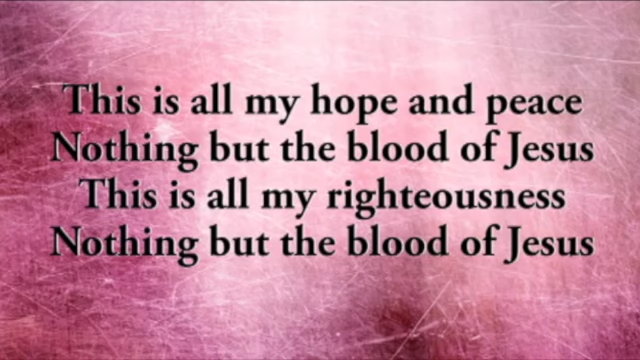 This is all my hope and peace
Nothing but the blood of Jesus
This is all my righteousness
Nothing but the blood of Jesus